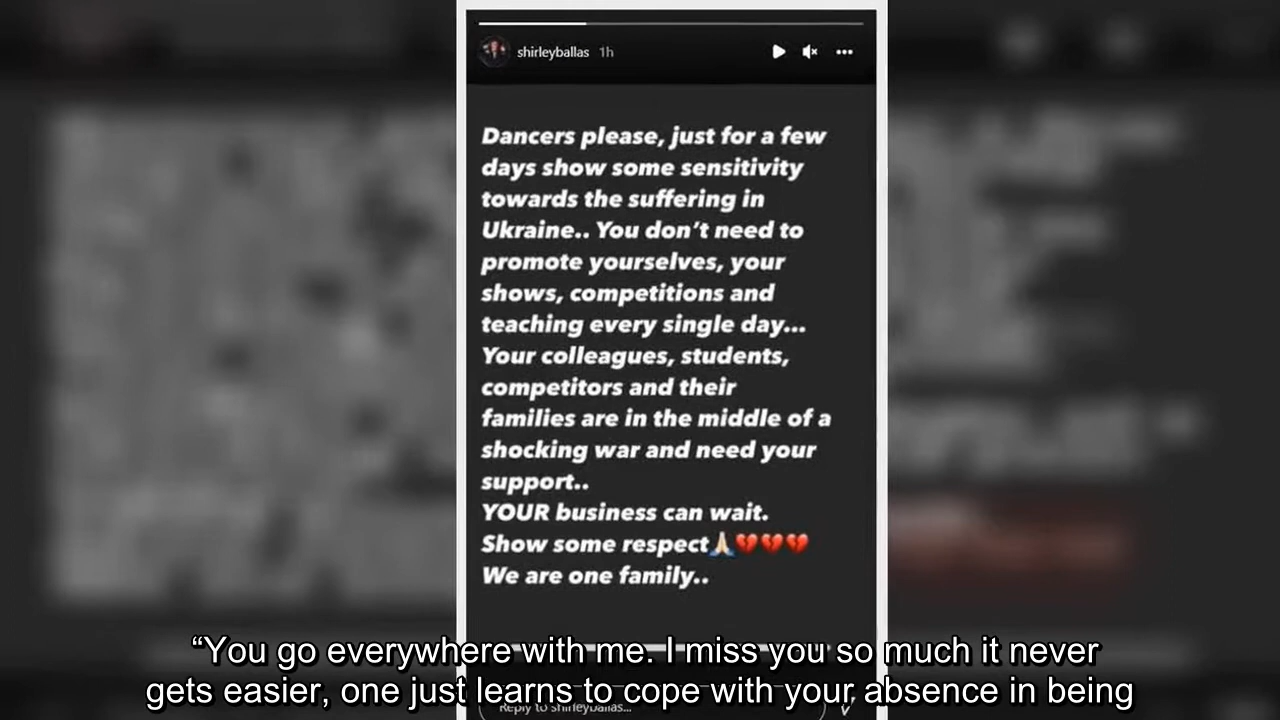 shirleyballas 1h
Dancers please, just for a few
days show some sensitivity
towards the suffering in
Ukraine.. You don't need to
promote yourselves, your
shows, competitions and
teaching every single day...
Your colleagues, students,
competitors and their
families are in the middle of a
shocking war and need your
support..
YOUR business can wait.
Show some respect🙏🏻💔💔💔
We are one family..
“You go everywhere with me. I miss you so much it never
gets easier, one just learns to cope with your absence in being
Reply to shirleyballas...